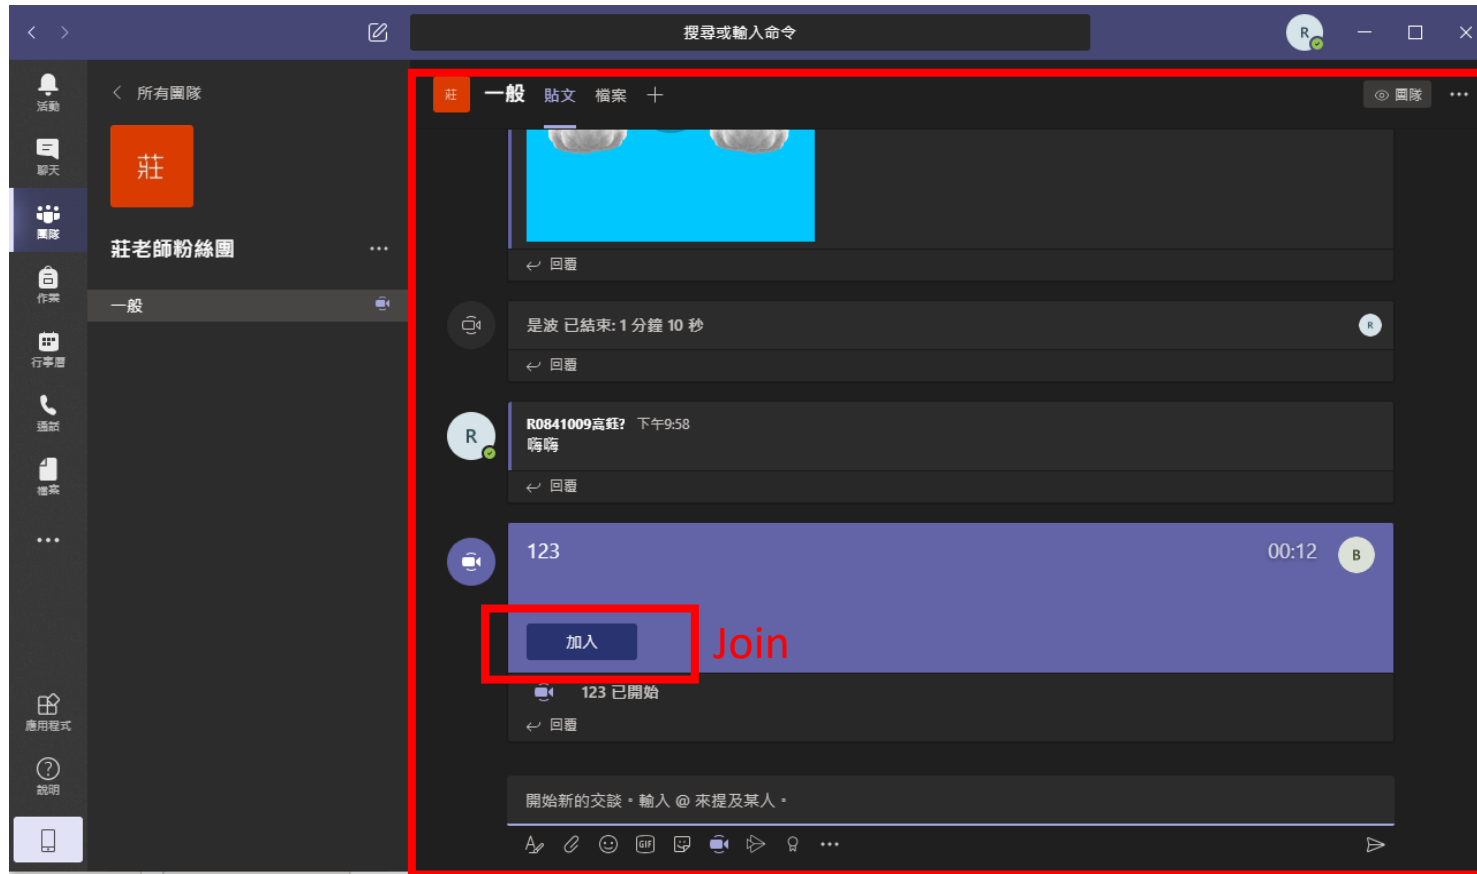 搜尋或輸入命令
R
活動
聊天
團隊
作業
行事曆
通話
檔案
應用程式
說明
所有團隊
莊
莊老師粉絲團
一般
莊 一般 貼文 檔案
團隊
回覆
是波 已結束: 1 分鐘 10 秒
R
回覆
R
R0841009高鈺? 下午9:58
嗨嗨
回覆
123 00:12 B
加入 Join
123 已開始
回覆
開始新的交談。輸入 @ 來提及某人。
GIF